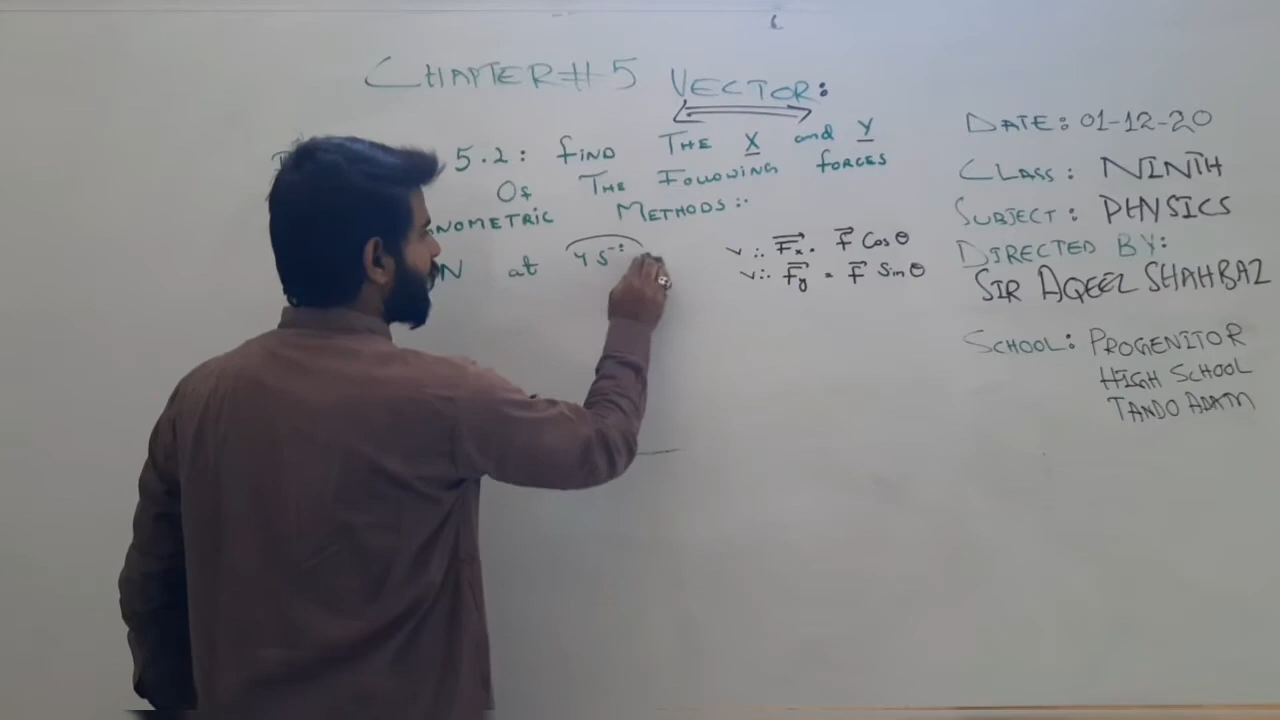 CHAPTER # 5 VECTOR:
5.2: FIND THE X and Y
OF THE FOLLOWING FORCES
NOMETRIC METHODS:.
N at 45-:
∴ Fx = F Cos θ
∴ Fy = F Sin θ
DATE: 01-12-20
CLASS: NINTH
SUBJECT: PHYSICS
DIRECTED BY:
SIR AQEEL SHAHBAZ
SCHOOL: PROGENITOR
HIGH SCHOOL
TANDO ADAM